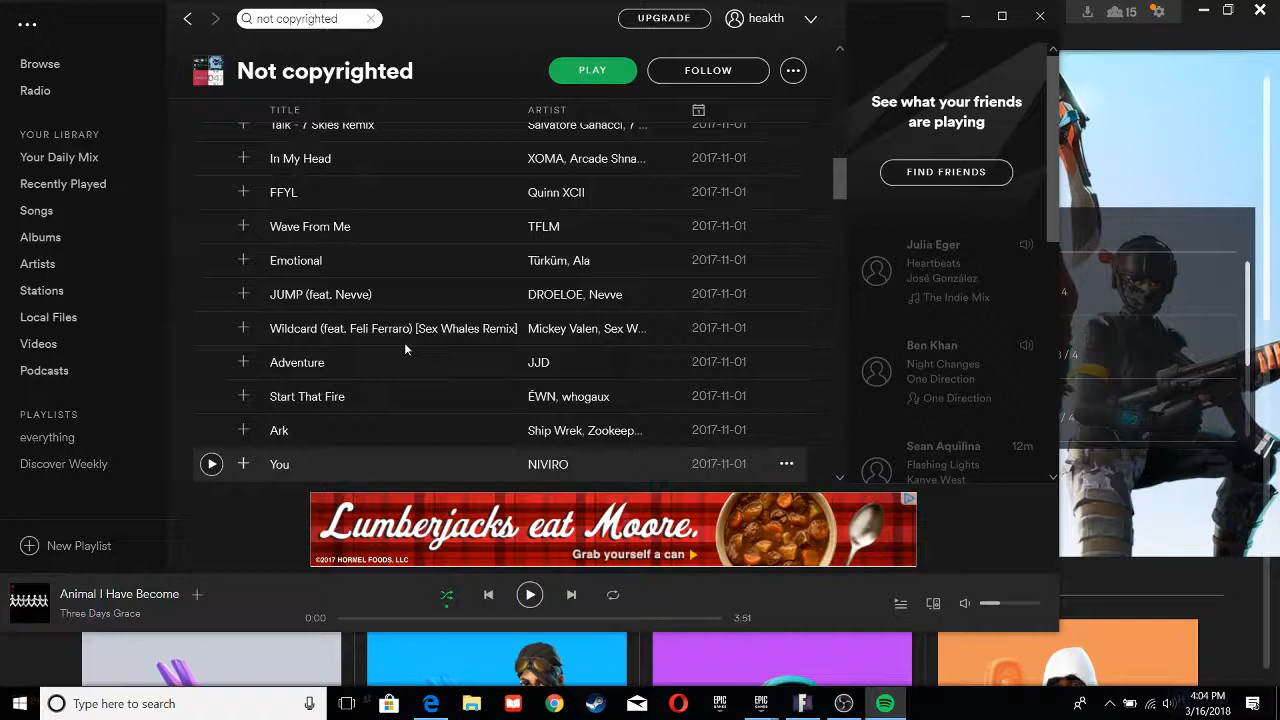 not copyrighted
UPGRADE
heakth
15
Browse
Radio
YOUR LIBRARY
Your Daily Mix
Recently Played
Songs
Albums
Artists
Stations
Local Files
Videos
Podcasts
PLAYLISTS
everything
Discover Weekly
New Playlist
Not copyrighted
PLAY
FOLLOW
TITLE ARTIST
Talk - 7 Skies Remix Salvatore Ganacci, 7 ... 2017-11-01
In My Head XOMA, Arcade Shna... 2017-11-01
FFYL Quinn XCII 2017-11-01
Wave From Me TFLM 2017-11-01
Emotional Türküm, Ala 2017-11-01
JUMP (feat. Nevve) DROELOE, Nevve 2017-11-01
Wildcard (feat. Feli Ferraro) [Sex Whales Remix] Mickey Valen, Sex W... 2017-11-01
Adventure JJD 2017-11-01
Start That Fire ÉWN, whogaux 2017-11-01
Ark Ship Wrek, Zookeep... 2017-11-01
You NIVIRO 2017-11-01
See what your friends
are playing
FIND FRIENDS
Julia Eger
Heartbeats
José González
The Indie Mix
Ben Khan
Night Changes
One Direction
One Direction
Sean Aquilina 12m
Flashing Lights
Kanye West
/ 4
Lumberjacks eat Moore.
Grab yourself a can
©2017 HORMEL FOODS, LLC
Animal I Have Become
Three Days Grace
0:00 3:51
Type here to search
EPIC GAMES
EPIC GAMES
4:04 PM
3/16/2018